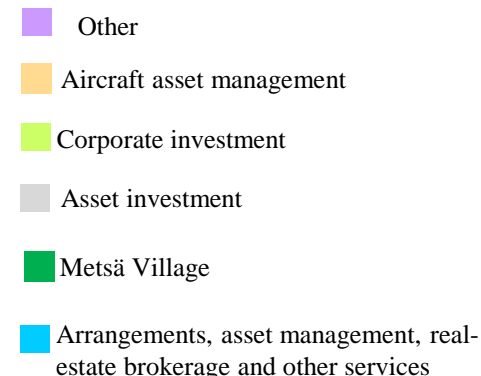 Other
Aircraft asset management
Corporate investment
Asset investment
Metsä Village
Arrangements, asset management, real-
estate brokerage and other services